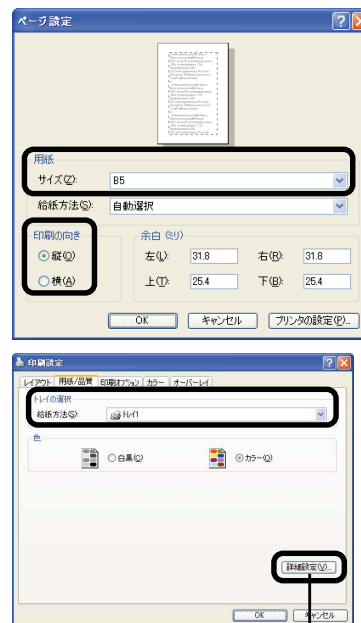 ページ設定
用紙
サイズ(Z): B5
給紙方法(S): 自動選択
印刷の向き
余白 (ミリ)
縦(O)
左(L): 31.8 右(R): 31.8
横(A)
上(T): 25.4 下(B): 25.4
OK キャンセル プリンタの設定(P)...
印刷設定
レイアウト 用紙/品質 印刷オプション カラー オーバーレイ
トレイの選択
給紙方法(S): トレイ1
色
白黒(C) カラー(O)
詳細設定(V)...
OK キャンセル